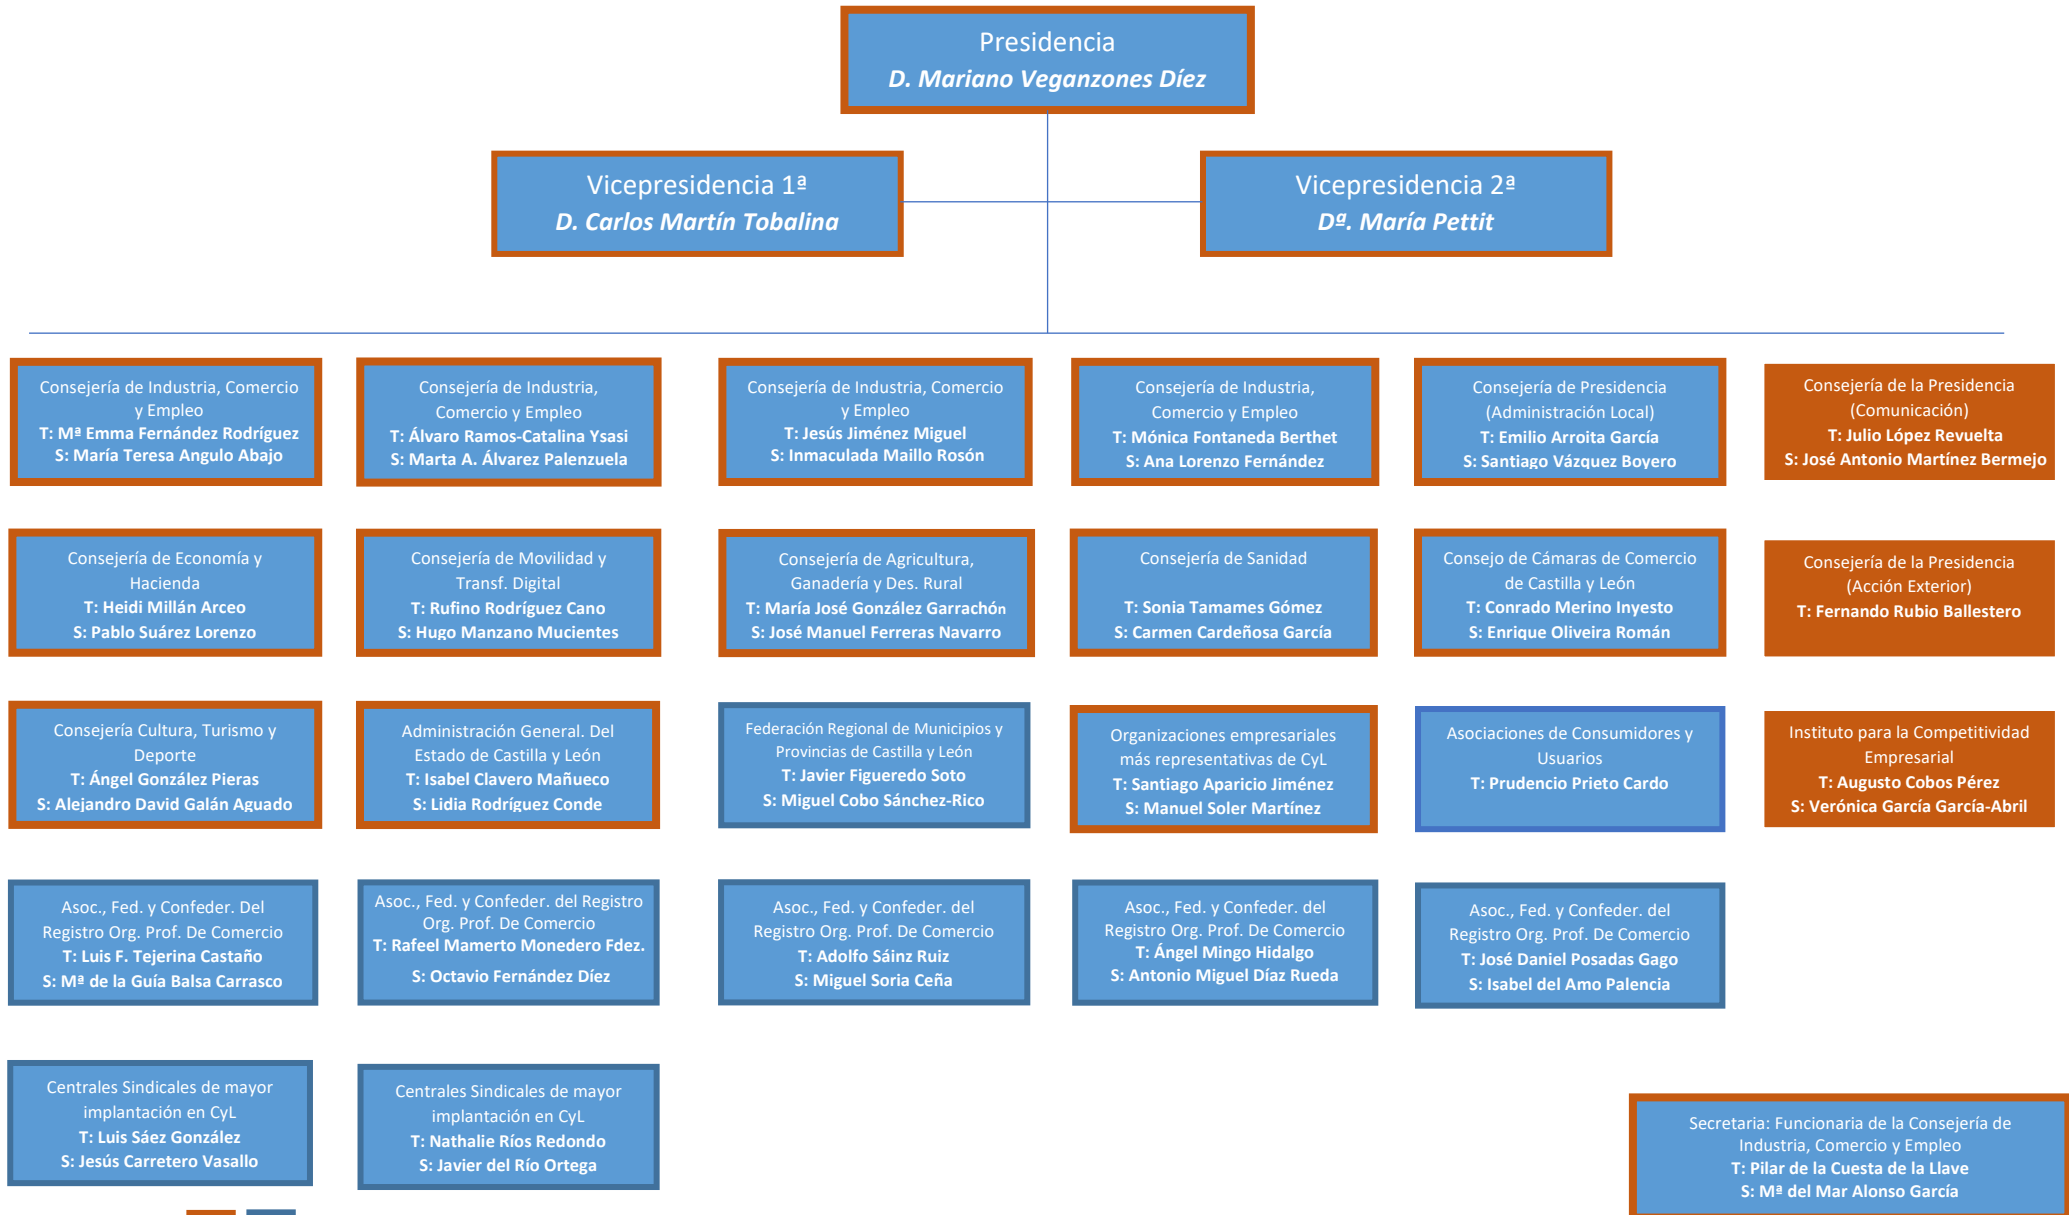 Presidencia
D. Mariano Veganzones Díez
Vicepresidencia 1ª
D. Carlos Martín Tobalina
Vicepresidencia 2ª
Dª. María Pettit
Consejería de Industria, Comercio
y Empleo
T: Mª Emma Fernández Rodríguez
S: María Teresa Angulo Abajo
Consejería de Industria,
Comercio y Empleo
T: Álvaro Ramos-Catalina Ysasi
S: Marta A. Álvarez Palenzuela
Consejería de Industria, Comercio
y Empleo
T: Jesús Jiménez Miguel
S: Inmaculada Maillo Rosón
Consejería de Industria,
Comercio y Empleo
T: Mónica Fontaneda Berthet
S: Ana Lorenzo Fernández
Consejería de Presidencia
(Administración Local)
T: Emilio Arroita García
S: Santiago Vázquez Boyero
Consejería de la Presidencia
(Comunicación)
T: Julio López Revuelta
S: José Antonio Martínez Bermejo
Consejería de Economía y
Hacienda
T: Heidi Millán Arceo
S: Pablo Suárez Lorenzo
Consejería de Movilidad y
Transf. Digital
T: Rufino Rodríguez Cano
S: Hugo Manzano Mucientes
Consejería de Agricultura,
Ganadería y Des. Rural
T: María José González Garrachón
S: José Manuel Ferreras Navarro
Consejería de Sanidad
T: Sonia Tamames Gómez
S: Carmen Cardeñosa García
Consejo de Cámaras de Comercio
de Castilla y León
T: Conrado Merino Inyesto
S: Enrique Oliveira Román
Consejería de la Presidencia
(Acción Exterior)
T: Fernando Rubio Ballestero
Consejería Cultura, Turismo y
Deporte
T: Ángel González Pieras
S: Alejandro David Galán Aguado
Administración General. Del
Estado de Castilla y León
T: Isabel Clavero Mañueco
S: Lidia Rodríguez Conde
Federación Regional de Municipios y
Provincias de Castilla y León
T: Javier Figueredo Soto
S: Miguel Cobo Sánchez-Rico
Organizaciones empresariales
más representativas de CyL
T: Santiago Aparicio Jiménez
S: Manuel Soler Martínez
Asociaciones de Consumidores y
Usuarios
T: Prudencio Prieto Cardo
Instituto para la Competitividad
Empresarial
T: Augusto Cobos Pérez
S: Verónica García García-Abril
Asoc., Fed. y Confeder. Del
Registro Org. Prof. De Comercio
T: Luis F. Tejerina Castaño
S: Mª de la Guía Balsa Carrasco
Asoc., Fed. y Confeder. del Registro
Org. Prof. De Comercio
T: Rafeel Mamerto Monedero Fdez.
S: Octavio Fernández Díez
Asoc., Fed. y Confeder. del
Registro Org. Prof. De Comercio
T: Adolfo Sáinz Ruiz
S: Miguel Soria Ceña
Asoc., Fed. y Confeder. del
Registro Org. Prof. De Comercio
T: Ángel Mingo Hidalgo
S: Antonio Miguel Díaz Rueda
Asoc., Fed. y Confeder. del
Registro Org. Prof. De Comercio
T: José Daniel Posadas Gago
S: Isabel del Amo Palencia
Centrales Sindicales de mayor
implantación en CyL
T: Luis Sáez González
S: Jesús Carretero Vasallo
Centrales Sindicales de mayor
implantación en CyL
T: Nathalie Ríos Redondo
S: Javier del Río Ortega
Secretaria: Funcionaria de la Consejería de
Industria, Comercio y Empleo
T: Pilar de la Cuesta de la Llave
S: Mª del Mar Alonso García